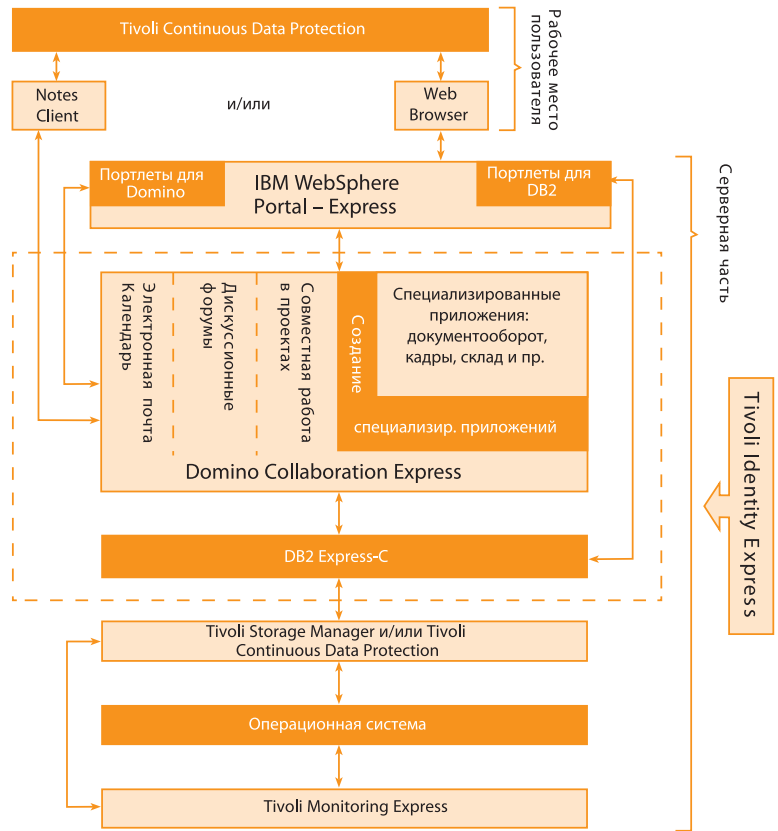 Tivoli Continuous Data Protection
Рабочее место
пользователя
Notes
Client
и/или
Web
Browser
Портлеты для
Domino
IBM WebSphere
Portal – Express
Портлеты для
DB2
Серверная часть
Электронная почта
Календарь
Дискуссионные
форумы
Совместная работа
в проектах
Создание
специализир. приложений
Специализированные
приложения:
документооборот,
кадры, склад и пр.
Domino Collaboration Express
Tivoli Identity Express
DB2 Express-C
Tivoli Storage Manager и/или Tivoli
Continuous Data Protection
Операционная система
Tivoli Monitoring Express